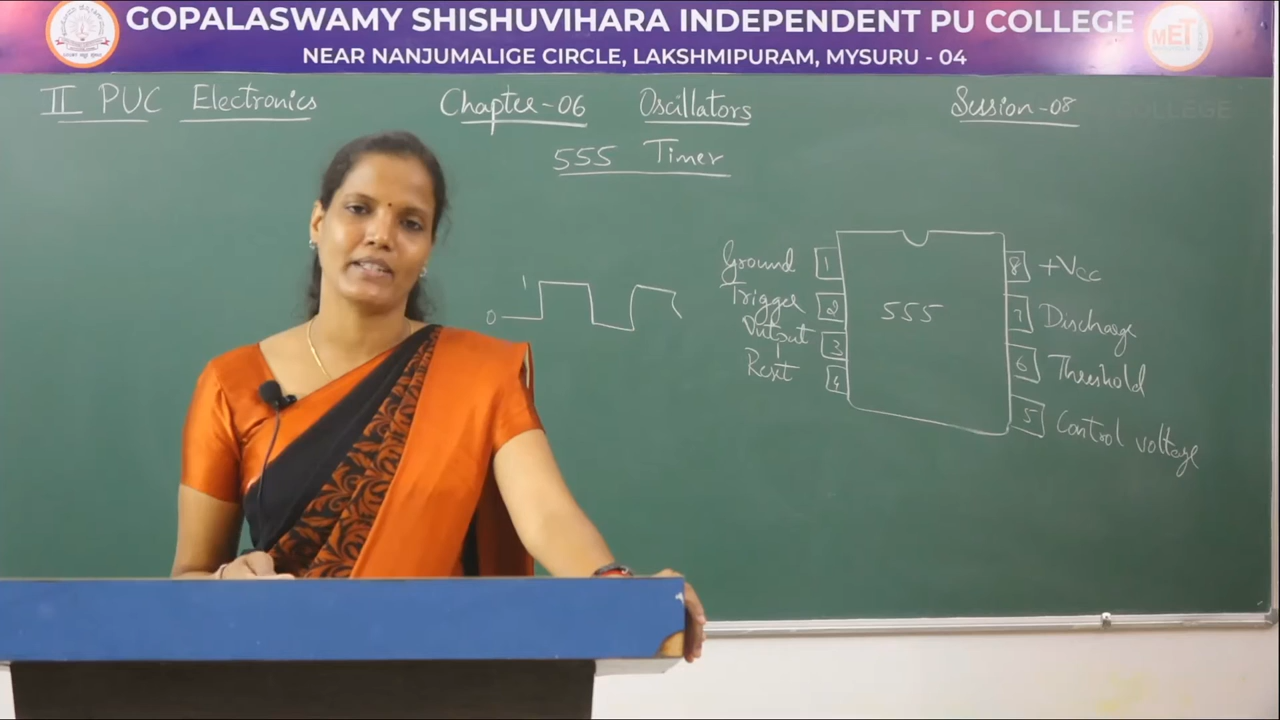 GOPALASWAMY SHISHUVIHARA INDEPENDENT PU COLLEGE
NEAR NANJUMALIGE CIRCLE, LAKSHMIPURAM, MYSURU - 04
MET
II PUC Electronics Chapter-06 Oscillators Session-08
COLLEGE
555 Timer
Ground 1 8 +Vcc
1
0
Trigger 2 555 7 Discharge
Output 3 6 Threshold
Reset 4 5 Control voltage